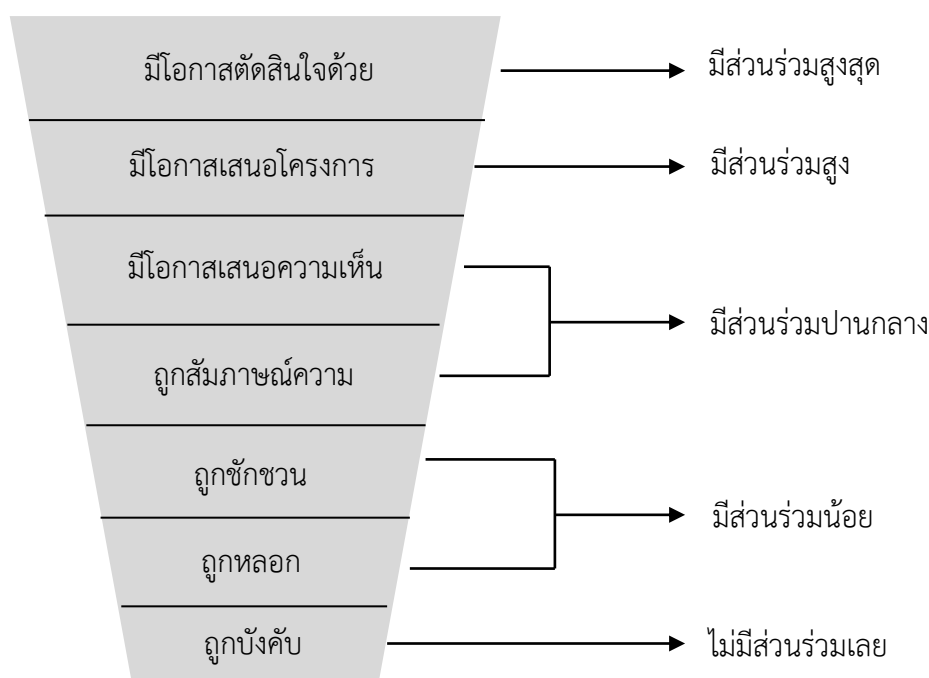 มีโอกาสตัดสินใจด้วย
มีส่วนร่วมสูงสุด
มีโอกาสเสนอโครงการ
มีส่วนร่วมสูง
มีโอกาสเสนอความเห็น
มีส่วนร่วมปานกลาง
ถูกสัมภาษณ์ความ
ถูกชักชวน
มีส่วนร่วมน้อย
ถูกหลอก
ถูกบังคับ
ไม่มีส่วนร่วมเลย